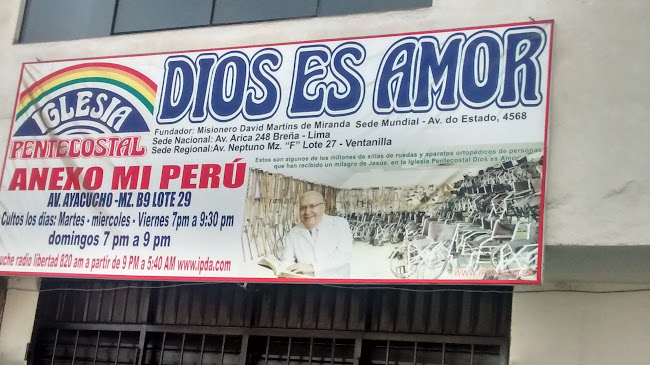 IGLESIA
PENTECOSTAL
DIOS ES AMOR
Fundador: Misionero David Martins de Miranda Sede Mundial - Av. do Estado, 4568
Sede Nacional: Av. Arica 248 Breña - Lima
Sede Regional:Av. Neptuno Mz. “F” Lote 27 - Ventanilla
Estos son algunos de los millones de sillas de ruedas y aparatos ortopédicos de personas
que han recibido un milagro de Jesús, en la Iglesia Pentecostal Dios es Amor
ANEXO MI PERÚ
AV. AYACUCHO-MZ. B9 LOTE 29
Cultos los dias: Martes - miercoles - Viernes 7pm a 9:30 pm
domingos 7 pm a 9 pm
uche radio libertad 820 am a partir de 9 PM a 5:40 AM www.ipda.com